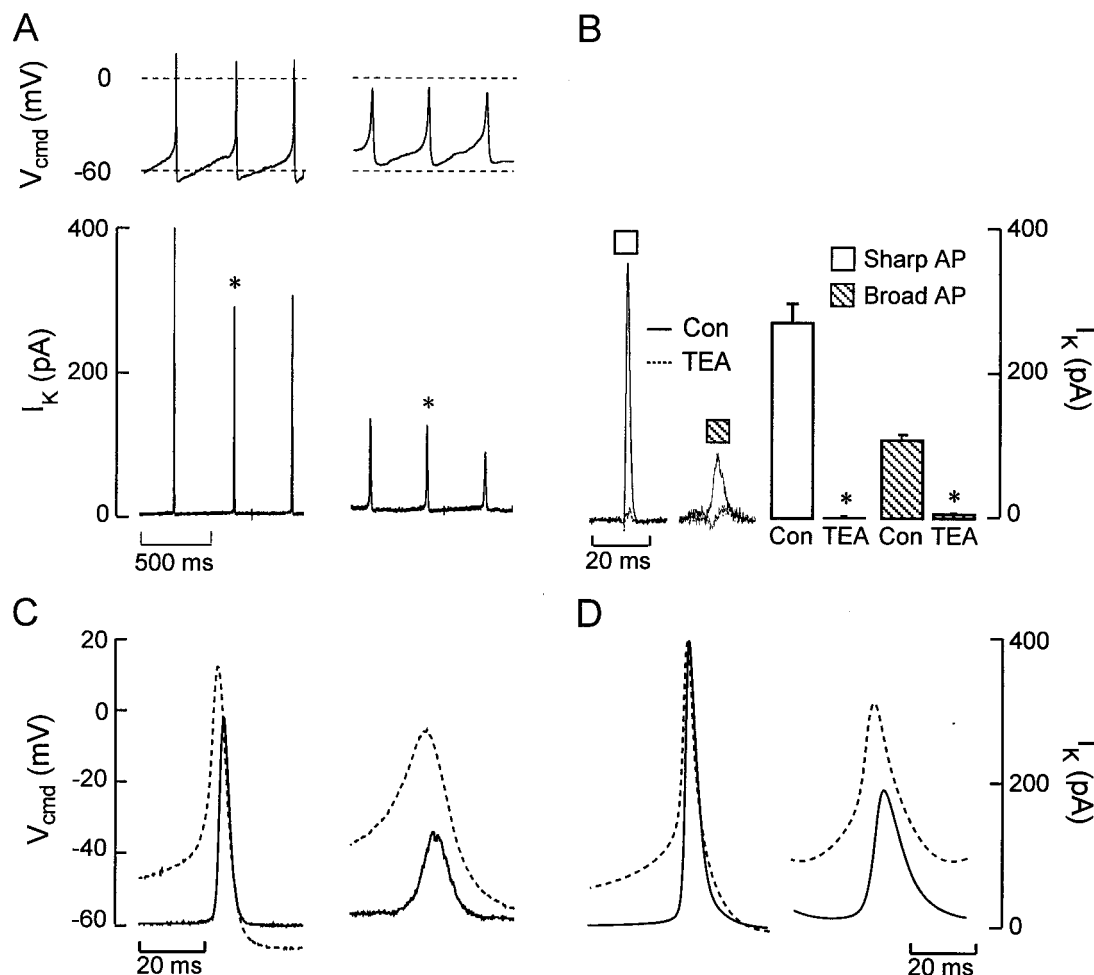 A
V_cmd (mV)
0
-60
I_K (pA)
400
200
0
*
*
500 ms
B
Sharp AP
Broad AP
Con
TEA
20 ms
*
*
Con TEA Con TEA
400
200
0
I_K (pA)
C
V_cmd (mV)
20
0
-20
-40
-60
20 ms
D
400
200
0
I_K (pA)
20 ms